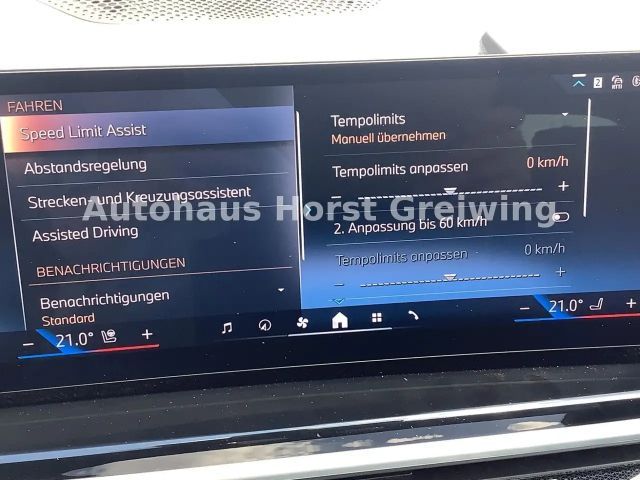 FAHREN
Speed Limit Assist
Abstandsregelung
Strecken- und Kreuzungsassistent
Assisted Driving
BENACHRICHTIGUNGEN
Benachrichtigungen
Standard
2
Tempolimits
Manuell übernehmen
Tempolimits anpassen 0 km/h
− +
2. Anpassung bis 60 km/h
Tempolimits anpassen 0 km/h
− +
Autohaus Horst Greiwing
− 21.0° +
− 21.0° +